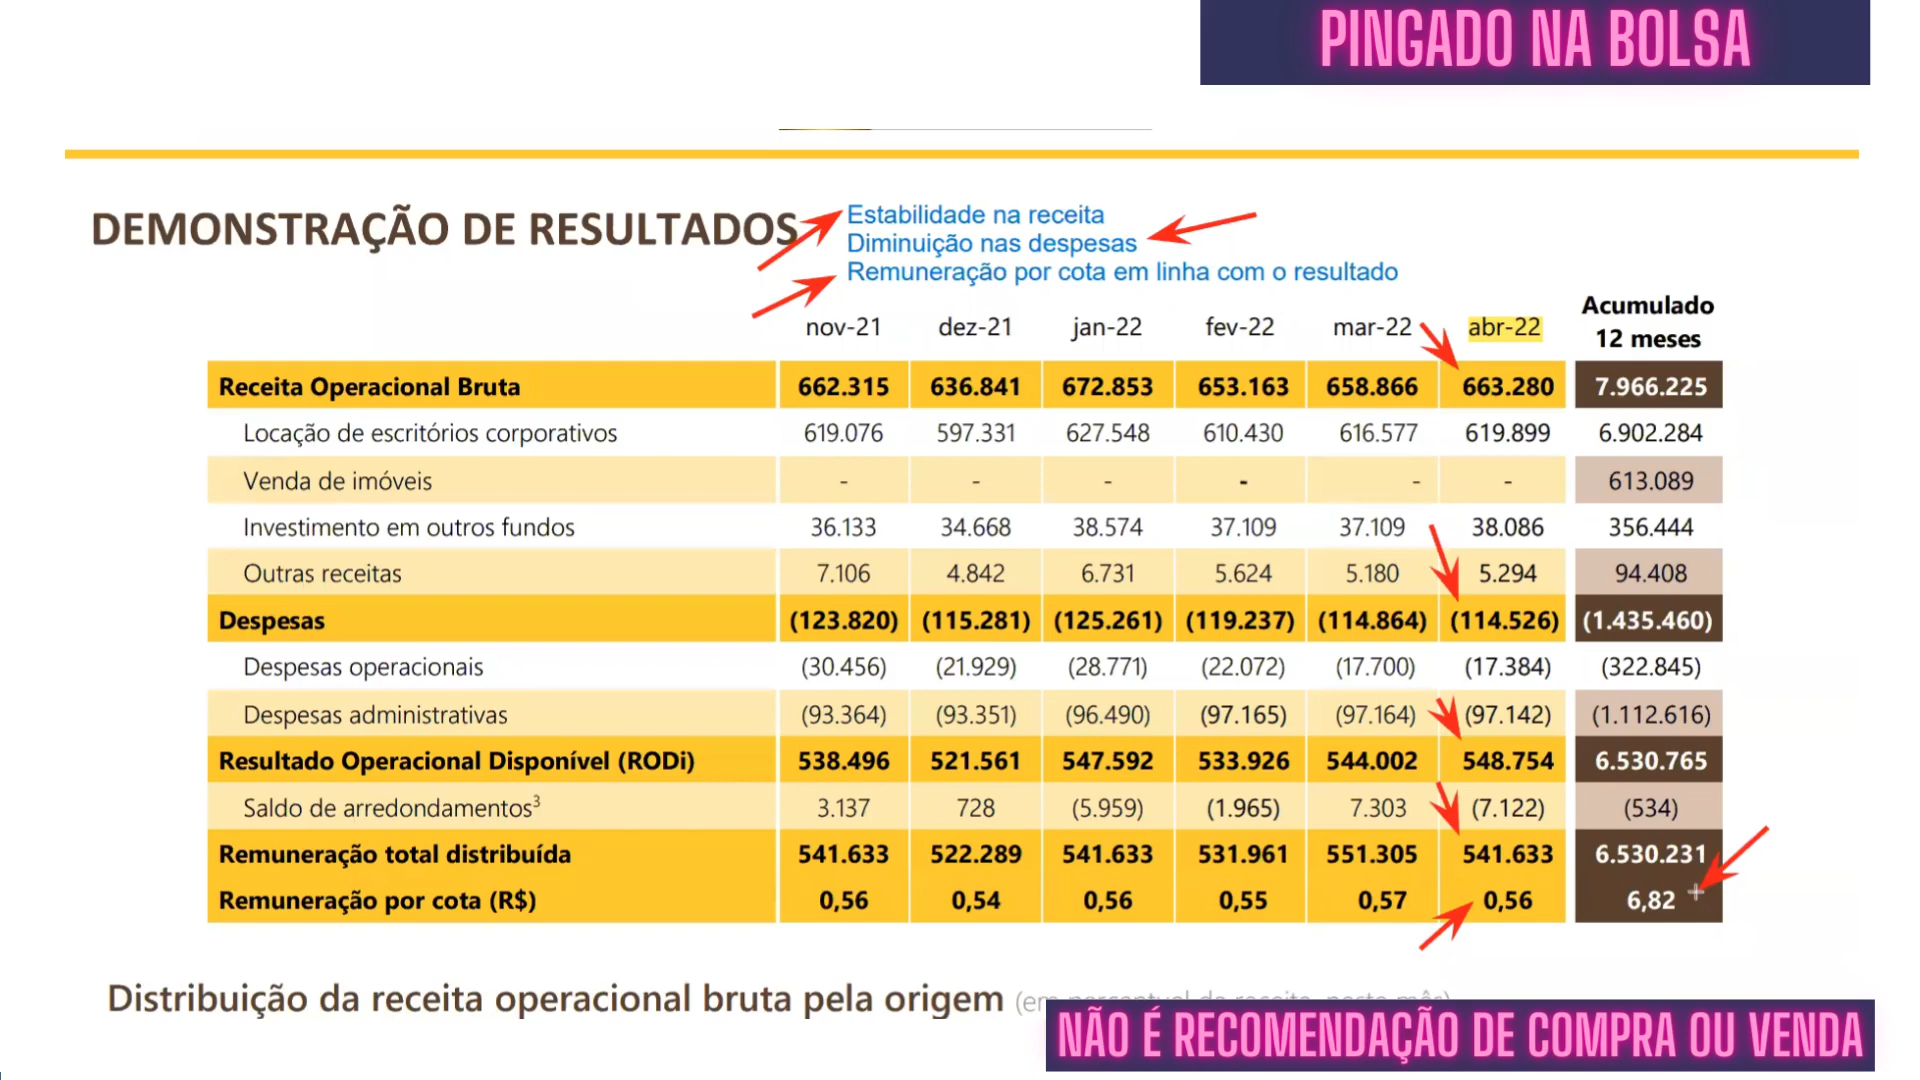 PINGADO NA BOLSA
DEMONSTRAÇÃO DE RESULTADOS
Estabilidade na receita
Diminuição nas despesas
Remuneração por cota em linha com o resultado
nov-21 dez-21 jan-22 fev-22 mar-22 abr-22 Acumulado 12 meses
Receita Operacional Bruta 662.315 636.841 672.853 653.163 658.866 663.280 7.966.225
Locação de escritórios corporativos 619.076 597.331 627.548 610.430 616.577 619.899 6.902.284
Venda de imóveis - - - - - - 613.089
Investimento em outros fundos 36.133 34.668 38.574 37.109 37.109 38.086 356.444
Outras receitas 7.106 4.842 6.731 5.624 5.180 5.294 94.408
Despesas (123.820) (115.281) (125.261) (119.237) (114.864) (114.526) (1.435.460)
Despesas operacionais (30.456) (21.929) (28.771) (22.072) (17.700) (17.384) (322.845)
Despesas administrativas (93.364) (93.351) (96.490) (97.165) (97.164) (97.142) (1.112.616)
Resultado Operacional Disponível (RODi) 538.496 521.561 547.592 533.926 544.002 548.754 6.530.765
Saldo de arredondamentos³ 3.137 728 (5.959) (1.965) 7.303 (7.122) (534)
Remuneração total distribuída 541.633 522.289 541.633 531.961 551.305 541.633 6.530.231
Remuneração por cota (R$) 0,56 0,54 0,56 0,55 0,57 0,56 6,82
Distribuição da receita operacional bruta pela origem
NÃO É RECOMENDAÇÃO DE COMPRA OU VENDA